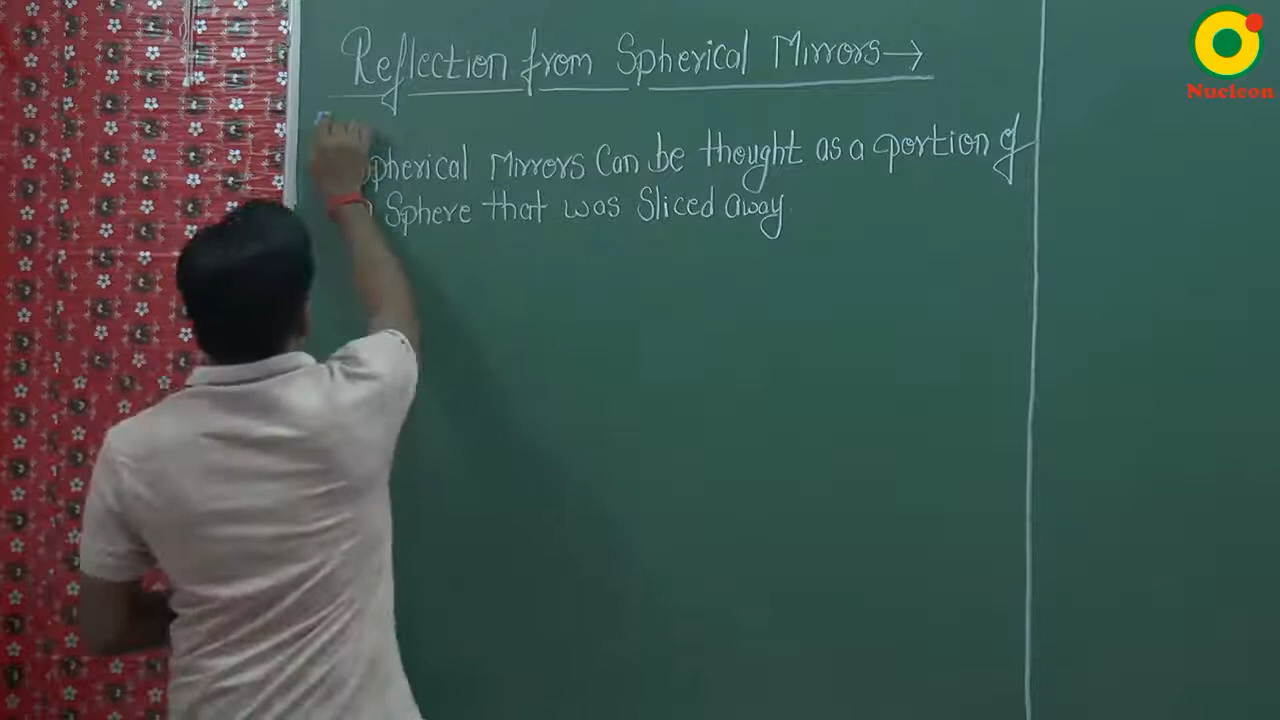 Reflection from Spherical Mirrors→
Spherical Mirrors Can be thought as a portion of
Sphere that was Sliced away
Nucleon